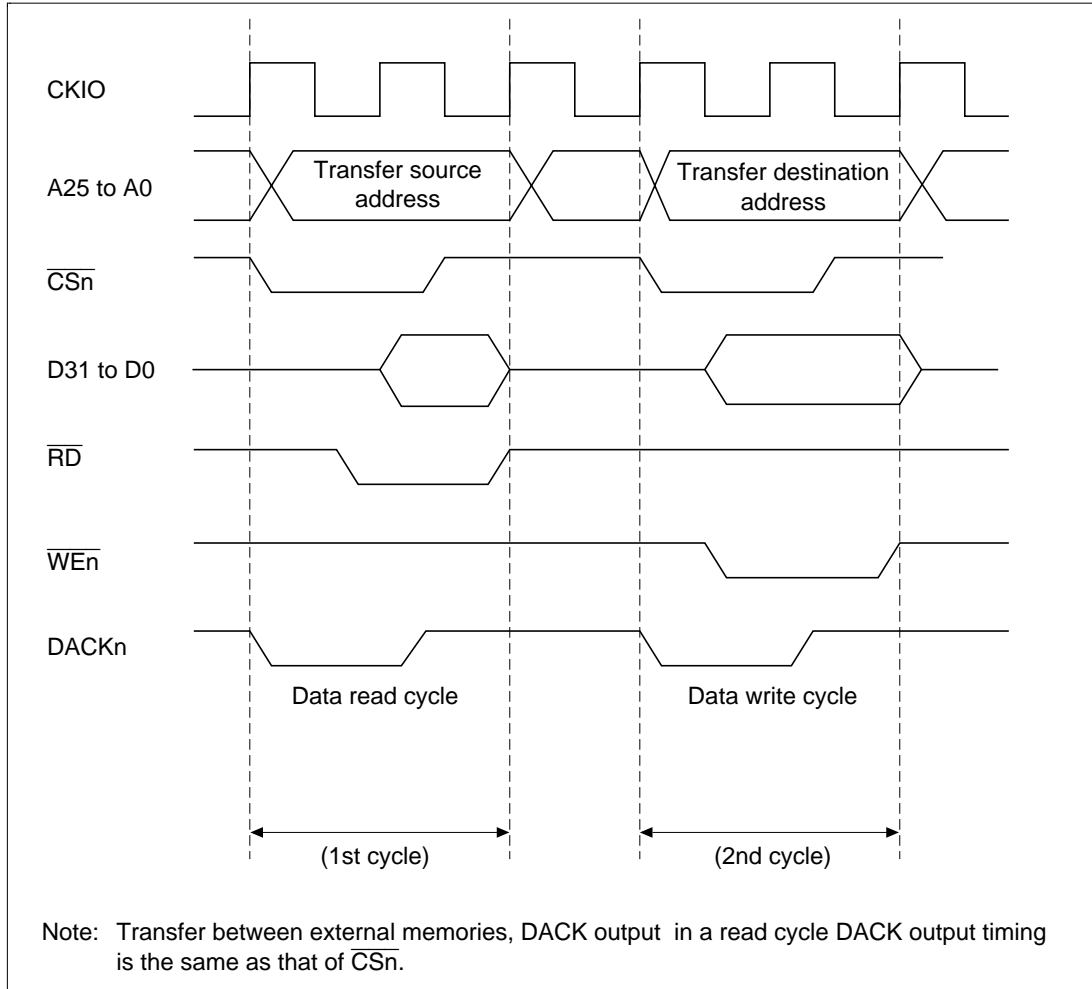 CKIO
A25 to A0
Transfer source
address
Transfer destination
address
CSn
D31 to D0
RD
WEn
DACKn
Data read cycle
Data write cycle
(1st cycle)
(2nd cycle)
Note: Transfer between external memories, DACK output in a read cycle DACK output timing
is the same as that of CSn.